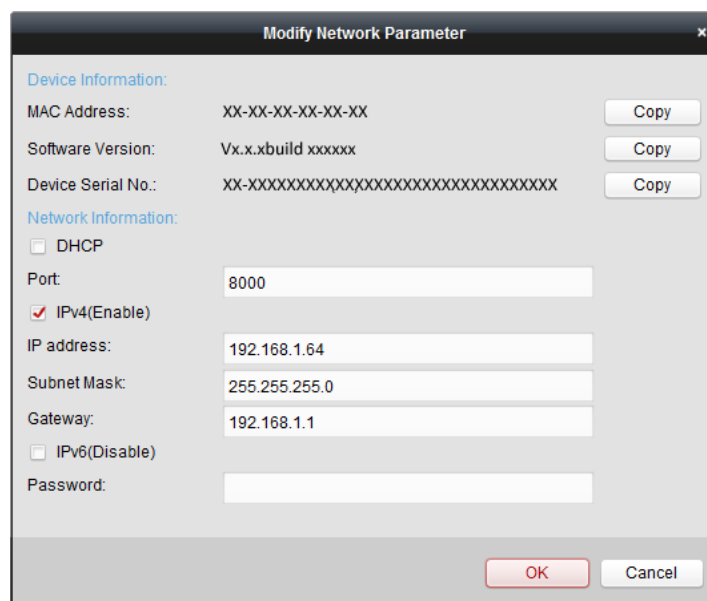 Modify Network Parameter ×
Device Information:
MAC Address: XX-XX-XX-XX-XX-XX Copy
Software Version: Vx.x.xbuild xxxxxx Copy
Device Serial No.: XX-XXXXXXXXXXXXXXXXXXXXXXXXXXXXXXXX Copy
Network Information:
DHCP
Port: 8000
IPv4(Enable)
IP address: 192.168.1.64
Subnet Mask: 255.255.255.0
Gateway: 192.168.1.1
IPv6(Disable)
Password:
OK Cancel